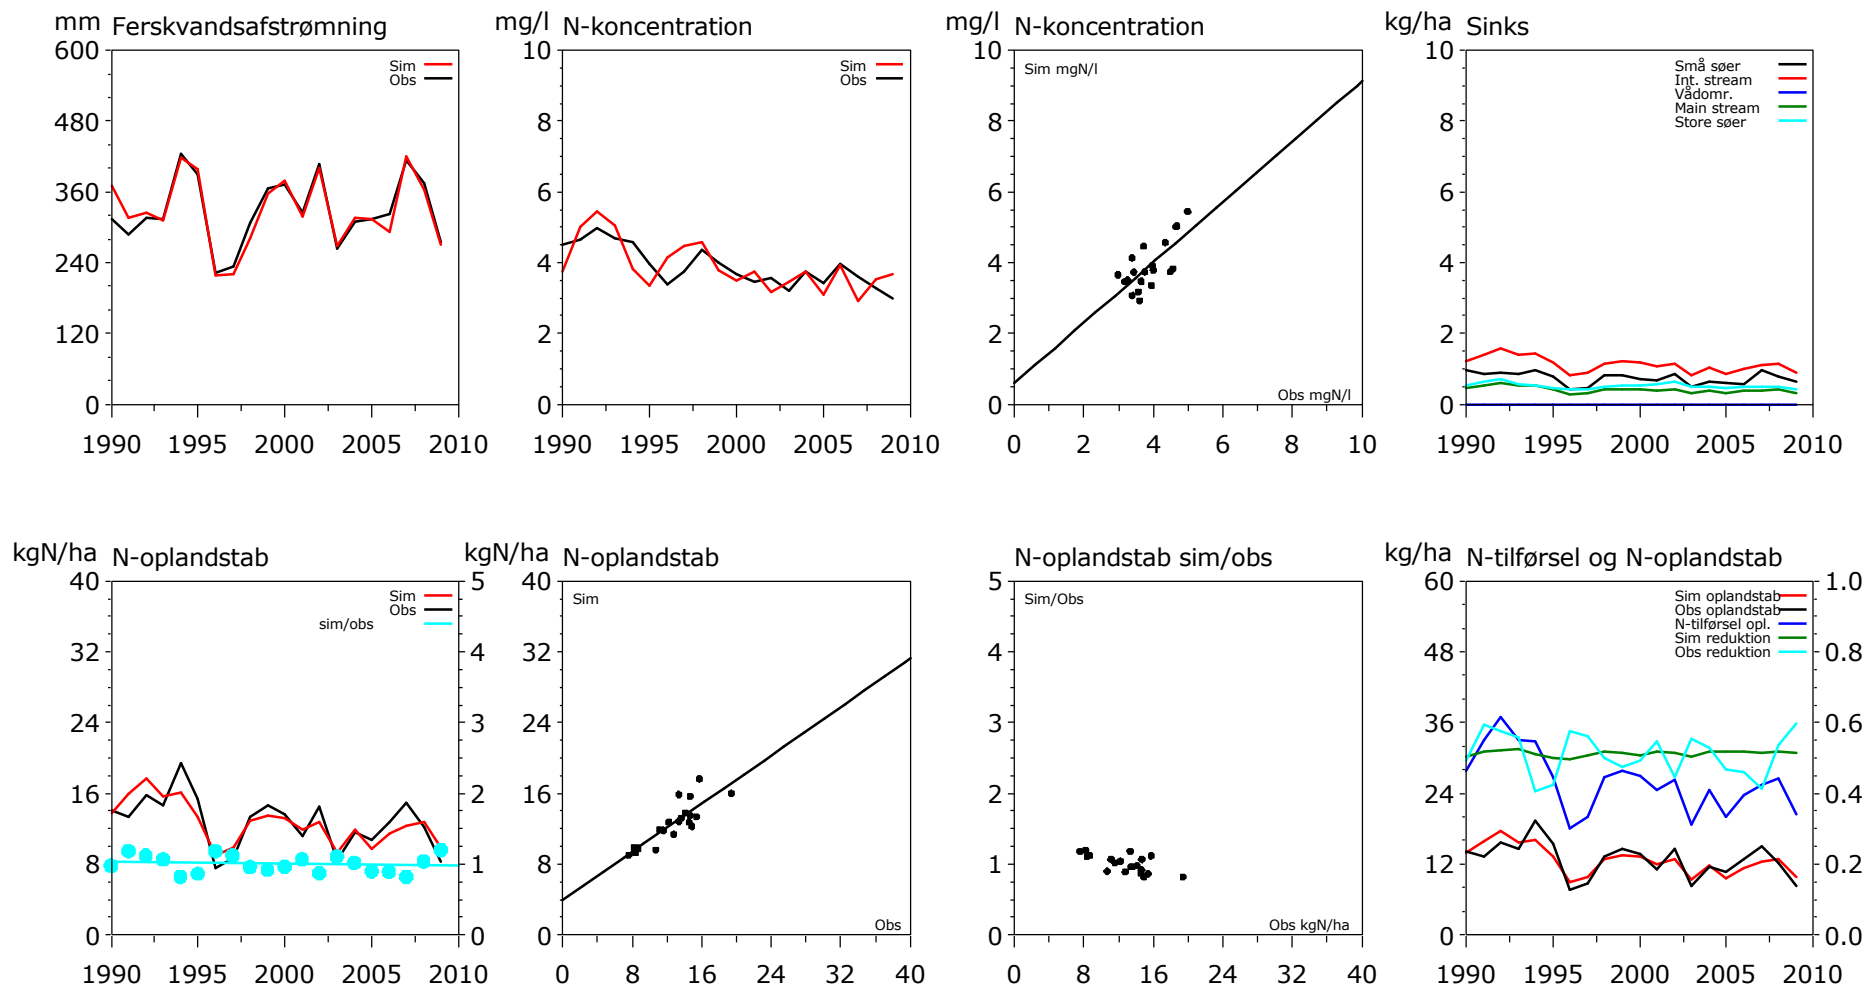 mm Ferskvandsafstrømning
600
480
360
240
120
0
Sim
Obs
1990 1995 2000 2005 2010
mg/l N-koncentration
10
8
6
4
2
0
Sim
Obs
1990 1995 2000 2005 2010
mg/l N-koncentration
10
8
6
4
2
0
Sim mgN/l
Obs mgN/l
0 2 4 6 8 10
kg/ha Sinks
10
8
6
4
2
0
Små søer
Int. stream
Vådomr.
Main stream
Store søer
1990 1995 2000 2005 2010
kgN/ha N-oplandstab
40
32
24
16
8
0
Sim
Obs
sim/obs
5
4
3
2
1
0
1990 1995 2000 2005 2010
kgN/ha N-oplandstab
40
32
24
16
8
0
Sim
Obs
0 8 16 24 32 40
N-oplandstab sim/obs
5
4
3
2
1
0
Sim/Obs
Obs kgN/ha
0 8 16 24 32 40
kg/ha N-tilførsel og N-oplandstab
60
48
36
24
12
0
Sim oplandstab
Obs oplandstab
N-tilførsel opl.
Sim reduktion
Obs reduktion
1.0
0.8
0.6
0.4
0.2
0.0
1990 1995 2000 2005 2010